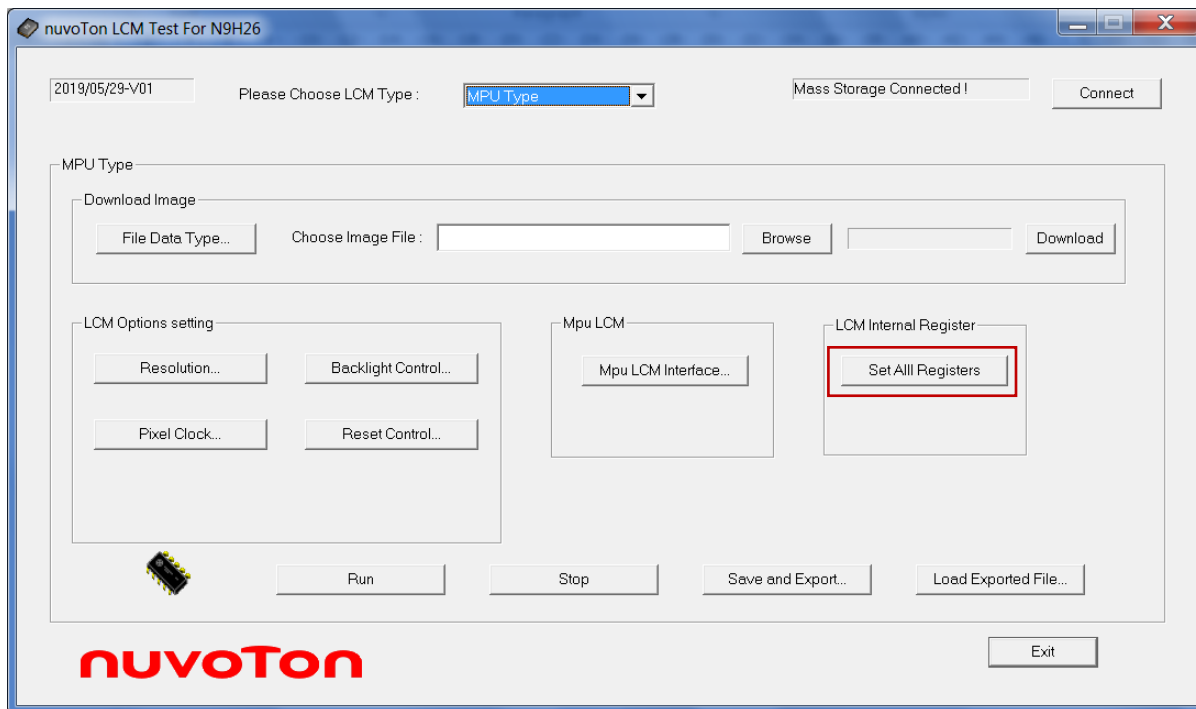 nuvoTon LCM Test For N9H26
2019/05/29-V01
Please Choose LCM Type :
MPU Type
Mass Storage Connected !
Connect
MPU Type
Download Image
File Data Type...
Choose Image File :
Browse
Download
LCM Options setting
Mpu LCM
LCM Internal Register
Resolution...
Backlight Control...
Mpu LCM Interface...
Set Alll Registers
Pixel Clock...
Reset Control...
Run
Stop
Save and Export...
Load Exported File...
nuvoTon
Exit